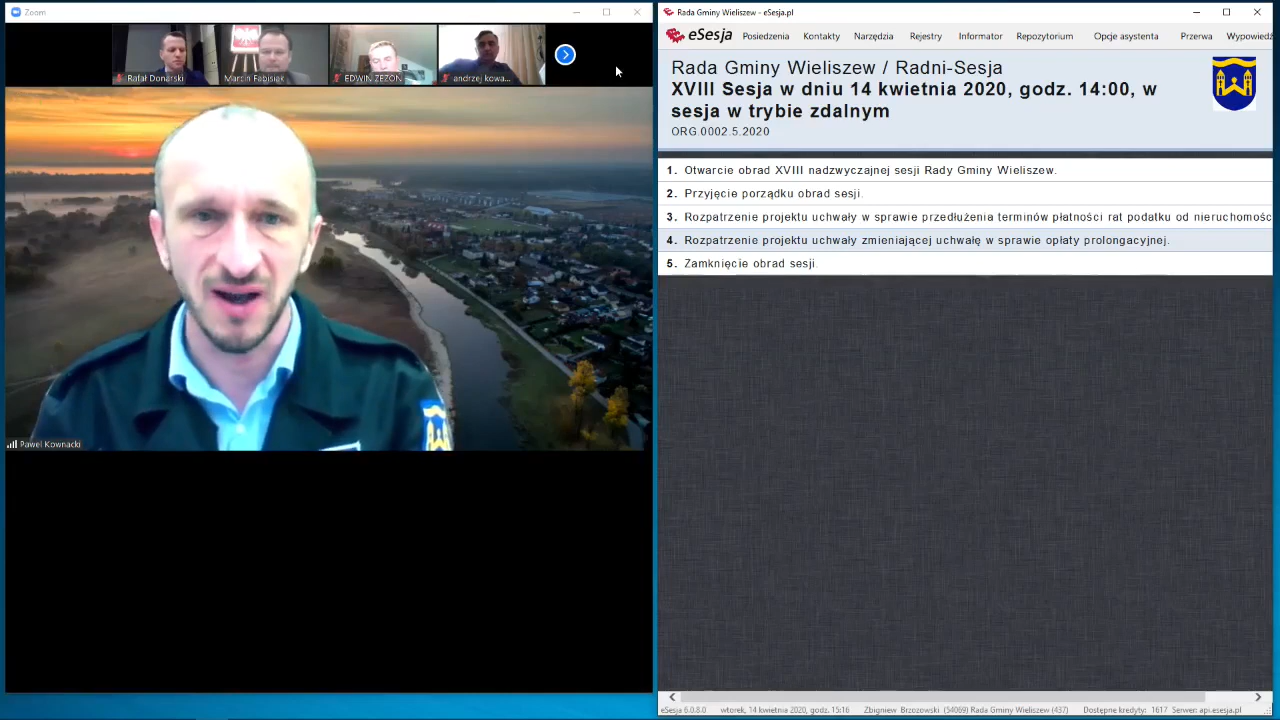 Zoom
Rafał Donarski
Marcin Fabisiak
EDWIN ZEZOŃ
andrzej kowa...
Paweł Kownacki
Rada Gminy Wieliszew - eSesja.pl
eSesja Posiedzenia Kontakty Narzędzia Rejestry Informator Repozytorium Opcje asystenta Przerwa Wypowiedź
Rada Gminy Wieliszew / Radni-Sesja
XVIII Sesja w dniu 14 kwietnia 2020, godz. 14:00, w
sesja w trybie zdalnym
ORG.0002.5.2020
1. Otwarcie obrad XVIII nadzwyczajnej sesji Rady Gminy Wieliszew.
2. Przyjęcie porządku obrad sesji.
3. Rozpatrzenie projektu uchwały w sprawie przedłużenia terminów płatności rat podatku od nieruchomośc
4. Rozpatrzenie projektu uchwały zmieniającej uchwałę w sprawie opłaty prolongacyjnej.
5. Zamknięcie obrad sesji.
eSesja 6.0.8.0 wtorek, 14 kwietnia 2020, godz. 15:16 Zbigniew Brzozowski (54069) Rada Gminy Wieliszew (437) Dostępne kredyty: 1617 Serwer: api.esesja.pl